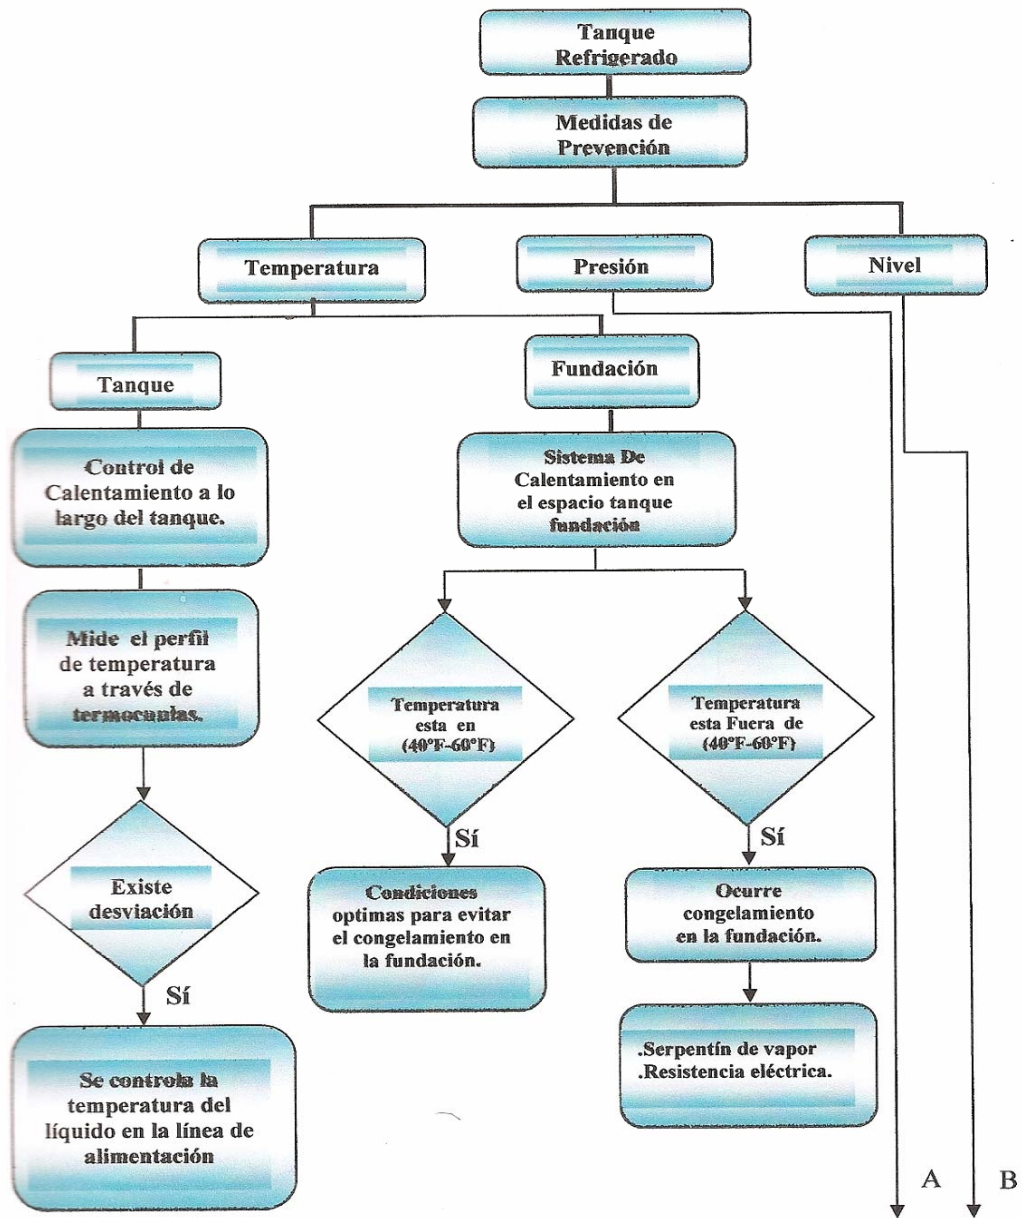 Tanque
Refrigerado
Medidas de
Prevención
Temperatura
Presión
Nivel
Tanque
Fundación
Control de
Calentamiento a lo
largo del tanque.
Sistema De
Calentamiento en
el espacio tanque
fundación
Mide el perfil
de temperatura
a través de
termocuplas.
Temperatura
esta en
(40°F-60°F)
Temperatura
esta Fuera de
(40°F-60°F)
Existe
desviación
Sí
Sí
Sí
Condiciones
optimas para evitar
el congelamiento en
la fundación.
Ocurre
congelamiento
en la fundación.
Se controla la
temperatura del
líquido en la línea de
alimentación
.Serpentín de vapor
.Resistencia eléctrica.
A
B